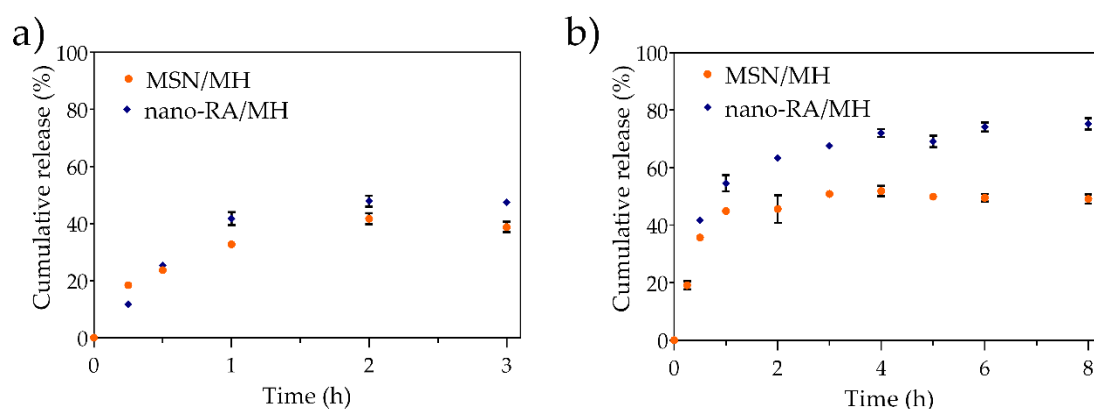 a)
Cumulative release (%)
100
80
60
40
20
0
MSN/MH
nano-RA/MH
0 1 2 3
Time (h)
b)
Cumulative release (%)
100
80
60
40
20
0
MSN/MH
nano-RA/MH
0 2 4 6 8
Time (h)